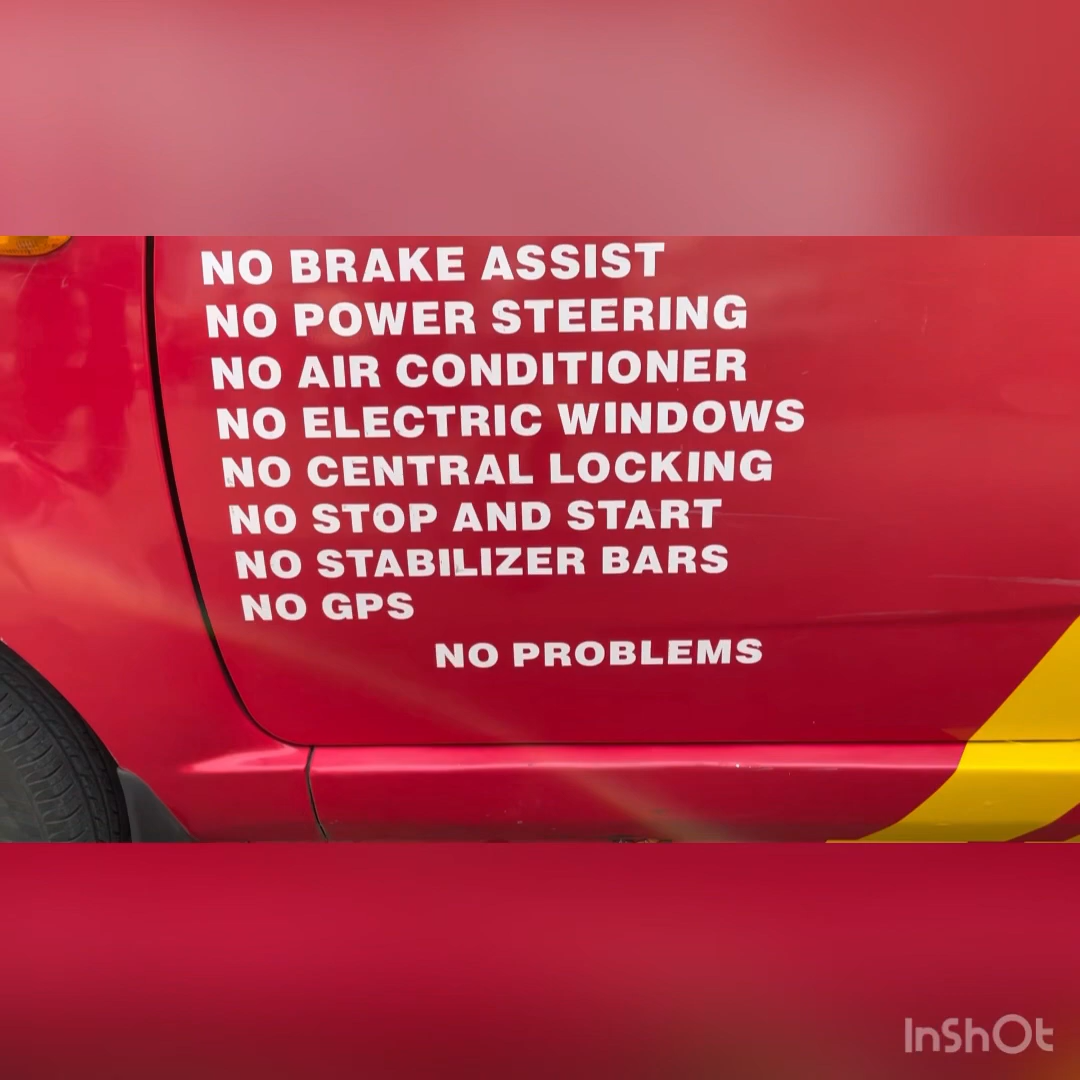 NO BRAKE ASSIST
NO POWER STEERING
NO AIR CONDITIONER
NO ELECTRIC WINDOWS
NO CENTRAL LOCKING
NO STOP AND START
NO STABILIZER BARS
NO GPS
NO PROBLEMS
InShOt